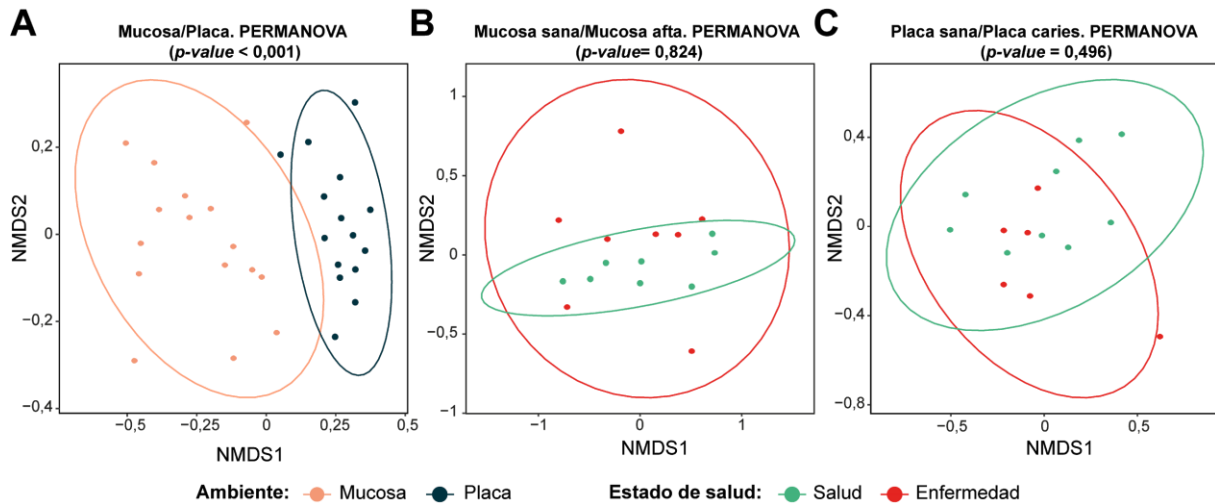 A
Mucosa/Placa. PERMANOVA
(p-value < 0,001)
NMDS2
0,2
0
−0,2
−0,4
−0,5
−0,25
0
0,25
0,5
NMDS1
B
Mucosa sana/Mucosa afta. PERMANOVA
(p-value= 0,824)
NMDS2
1
0,5
0
−0,5
−1
−1
0
1
NMDS1
C
Placa sana/Placa caries. PERMANOVA
(p-value = 0,496)
NMDS2
0,4
0
−0,4
−0,8
−0,5
0
0,5
NMDS1
Ambiente: Mucosa Placa Estado de salud: Salud Enfermedad